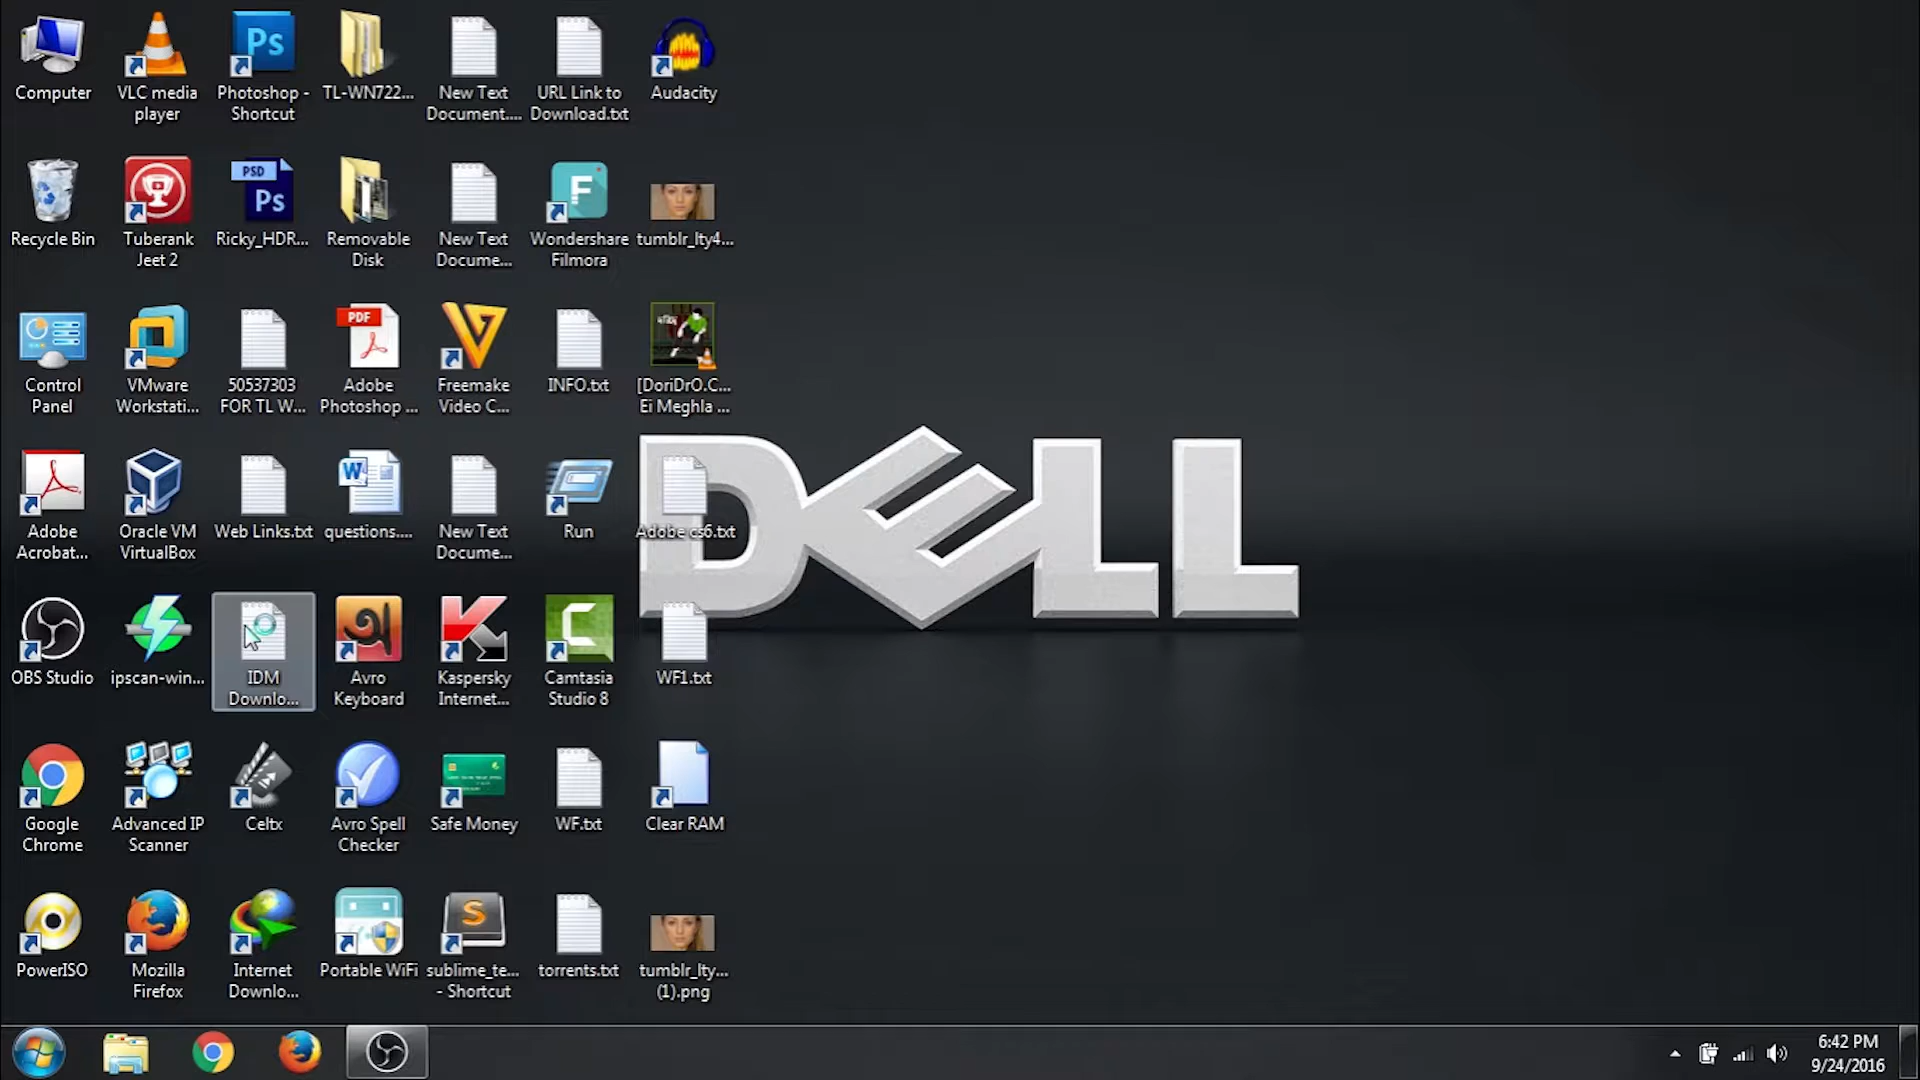 Computer
VLC media
player
Photoshop -
Shortcut
TL-WN722...
New Text
Document....
URL Link to
Download.txt
Audacity
Recycle Bin
Tuberank
Jeet 2
PSD
Ps
Ricky_HDR...
Removable
Disk
New Text
Docume...
Wondershare
Filmora
tumblr_lty4...
Control
Panel
VMware
Workstati...
50537303
FOR TL W...
PDF
Adobe
Photoshop ...
Freemake
Video C...
INFO.txt
[DoriDrO.C...
Ei Meghla ...
Adobe
Acrobat...
Oracle VM
VirtualBox
Web Links.txt
questions....
New Text
Docume...
Run
Adobe cs6.txt
DELL
OBS Studio
ipscan-win...
IDM
Downlo...
Avro
Keyboard
Kaspersky
Internet...
Camtasia
Studio 8
WF1.txt
Google
Chrome
Advanced IP
Scanner
Celtx
Avro Spell
Checker
Safe Money
WF.txt
Clear RAM
PowerISO
Mozilla
Firefox
Internet
Downlo...
Portable WiFi
sublime_te...
- Shortcut
torrents.txt
tumblr_lty...
(1).png
6:42 PM
9/24/2016
Ps